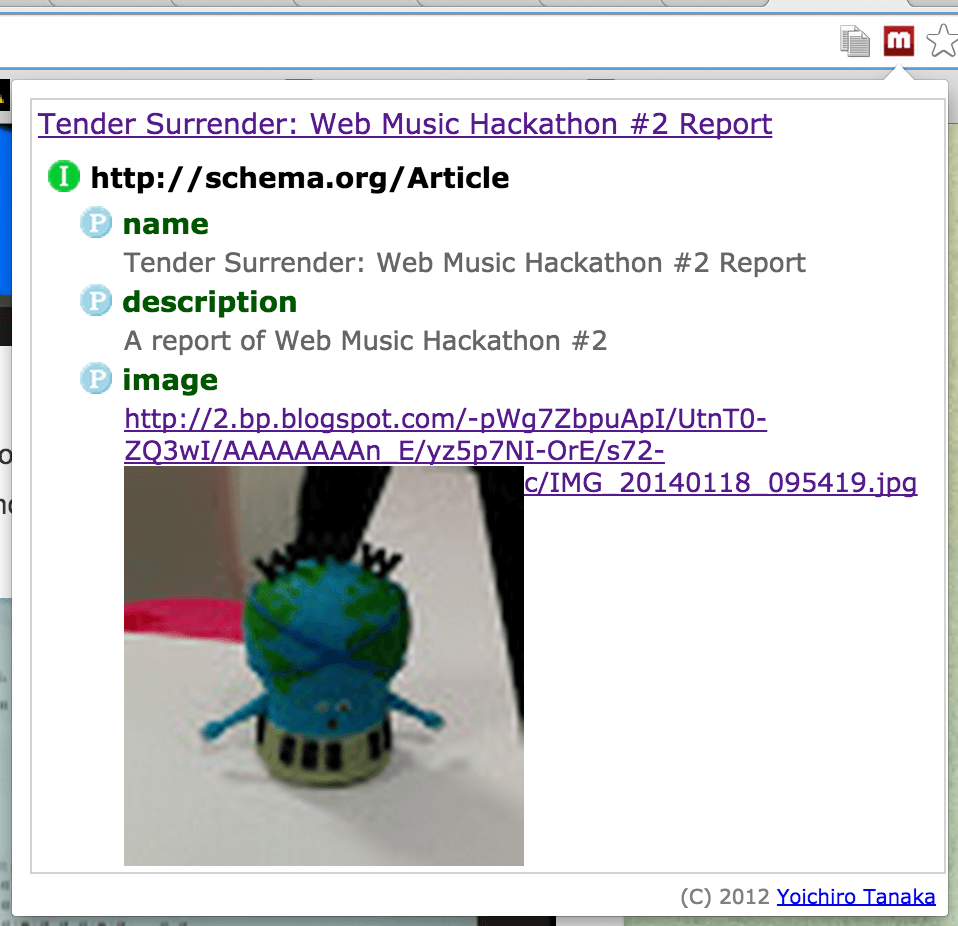 m
Tender Surrender: Web Music Hackathon #2 Report
I http://schema.org/Article
P name
Tender Surrender: Web Music Hackathon #2 Report
P description
A report of Web Music Hackathon #2
P image
http://2.bp.blogspot.com/-pWg7ZbpuApI/UtnT0-
ZQ3wI/AAAAAAAAn_E/yz5p7NI-OrE/s72-
c/IMG_20140118_095419.jpg
(C) 2012 Yoichiro Tanaka